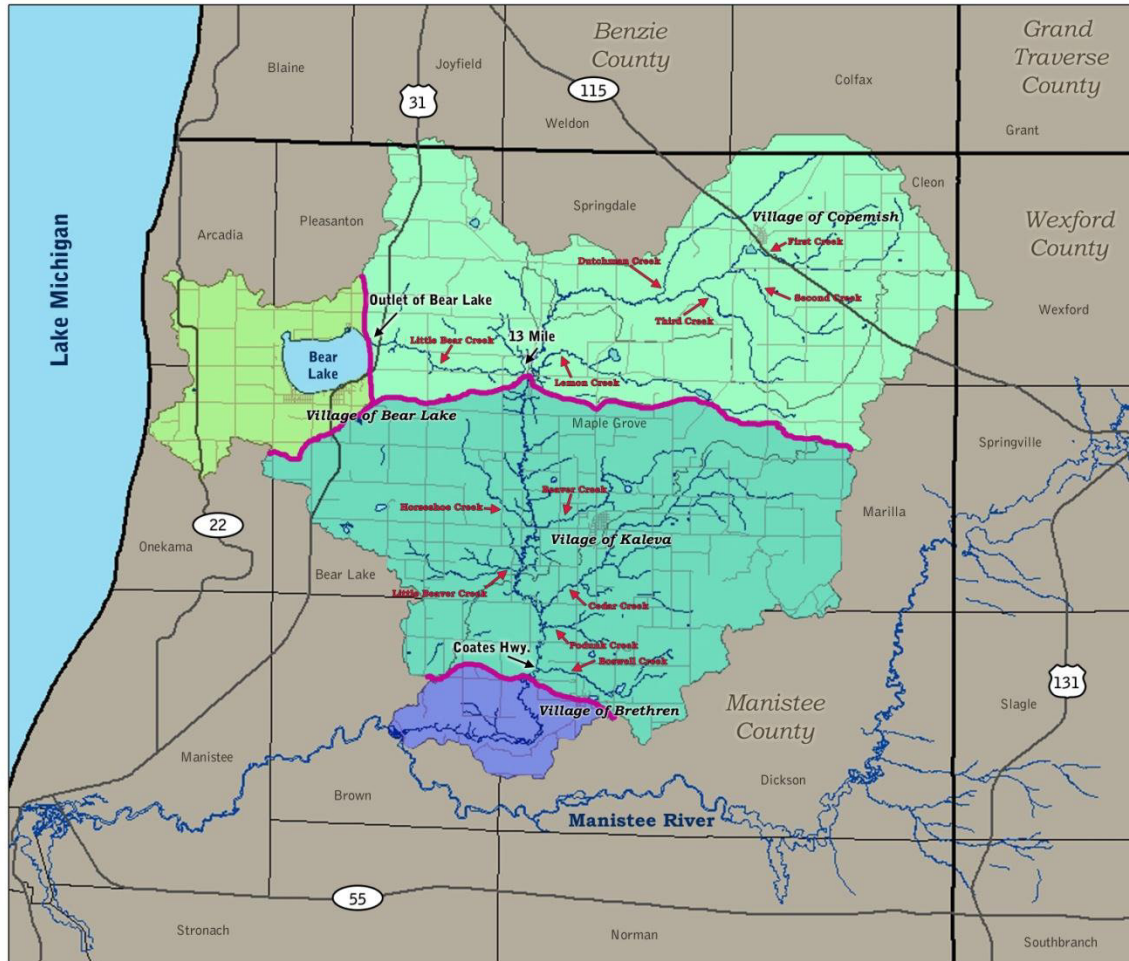 Benzie
County
Grand
Traverse
County
Blaine
Joyfield
Colfax
115
31
Weldon
Grant
Cleon
Springdale
Pleasanton
Village of Copemish
Wexford
County
Arcadia
First Creek
Dutchman Creek
Lake Michigan
Outlet of Bear Lake
Second Creek
Wexford
Third Creek
13 Mile
Little Bear Creek
Bear
Lake
Lemon Creek
Village of Bear Lake
Maple Grove
Springville
Beaver Creek
Horseshoe Creek
Marilla
22
Vilage of Kaleva
Onekama
Bear Lake
Little Beaver Creek
Cedar Creek
Podunk Creek
Coates Hwy.
Boswell Creek
131
Village of Brethren
Manistee
County
Slagle
Manistee
Dickson
Brown
Manistee River
55
Stronach
Norman
Southbranch